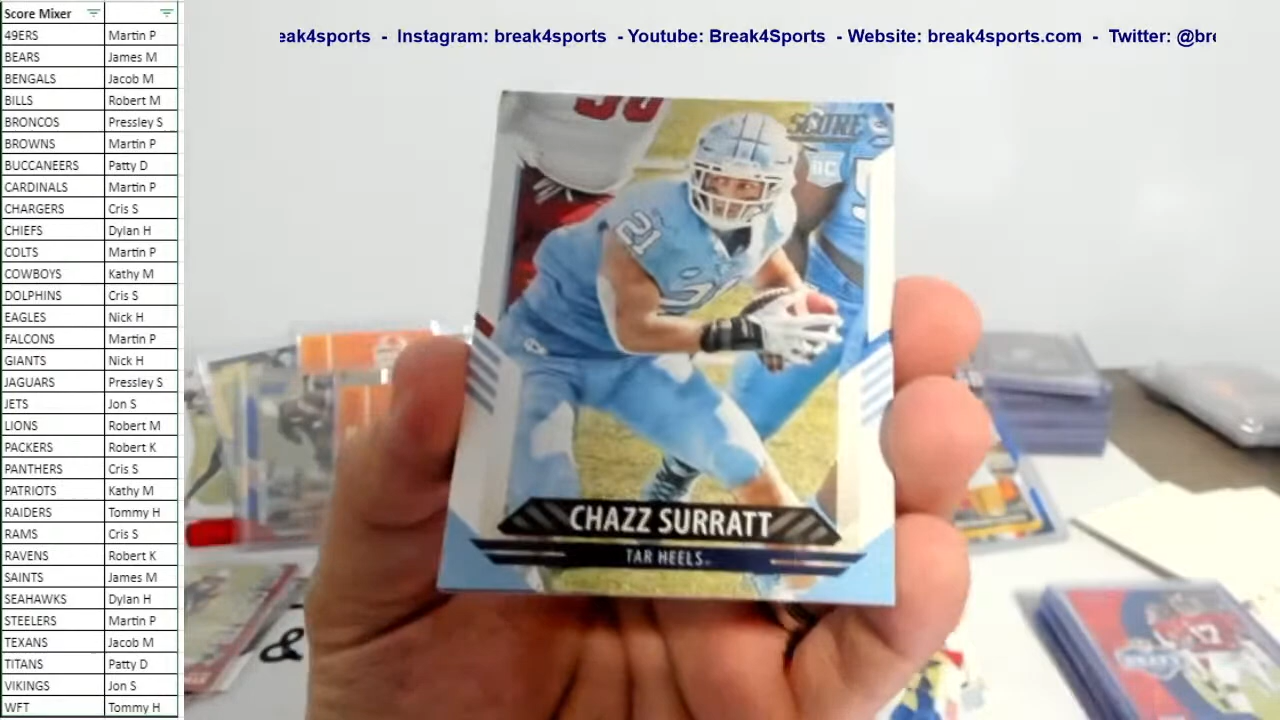 Score Mixer
49ERS Martin P
BEARS James M
BENGALS Jacob M
BILLS Robert M
BRONCOS Pressley S
BROWNS Martin P
BUCCANEERS Patty D
CARDINALS Martin P
CHARGERS Cris S
CHIEFS Dylan H
COLTS Martin P
COWBOYS Kathy M
DOLPHINS Cris S
EAGLES Nick H
FALCONS Martin P
GIANTS Nick H
JAGUARS Pressley S
JETS Jon S
LIONS Robert M
PACKERS Robert K
PANTHERS Cris S
PATRIOTS Kathy M
RAIDERS Tommy H
RAMS Cris S
RAVENS Robert K
SAINTS James M
SEAHAWKS Dylan H
STEELERS Martin P
TEXANS Jacob M
TITANS Patty D
VIKINGS Jon S
WFT Tommy H
eak4sports - Instagram: break4sports - Youtube: Break4Sports - Website: break4sports.com - Twitter: @bre
SCORE
21
CHAZZ SURRATT
TAR HEELS
&
17